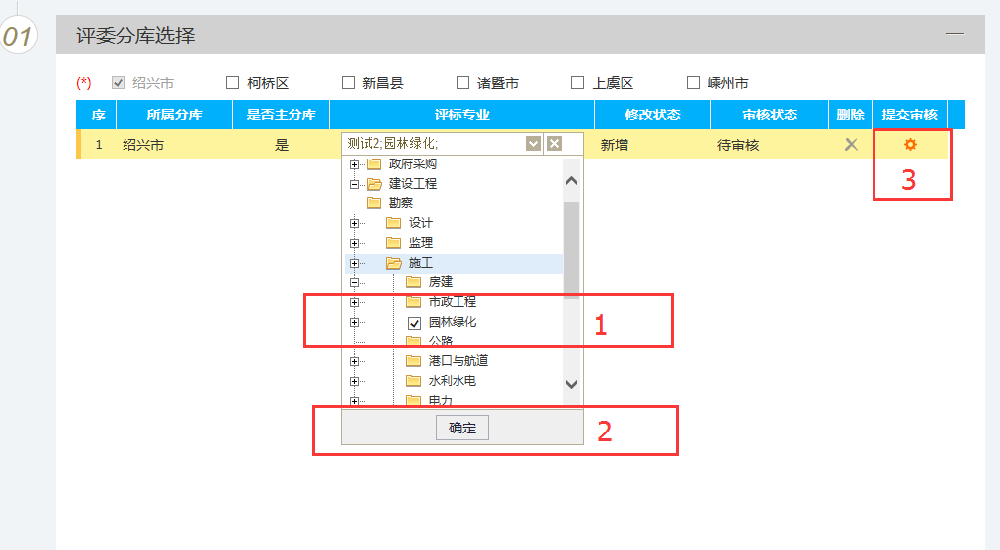 01
评委分库选择
(*) 绍兴市 柯桥区 新昌县 诸暨市 上虞区 嵊州市
序 所属分库 是否主分库 评标专业 修改状态 审核状态 删除 提交审核
1 绍兴市 是 测试2;园林绿化; 新增 待审核
政府采购
建设工程
勘察
设计
监理
施工
房建
市政工程
园林绿化
公路
港口与航道
水利水电
电力
确定
1
2
3